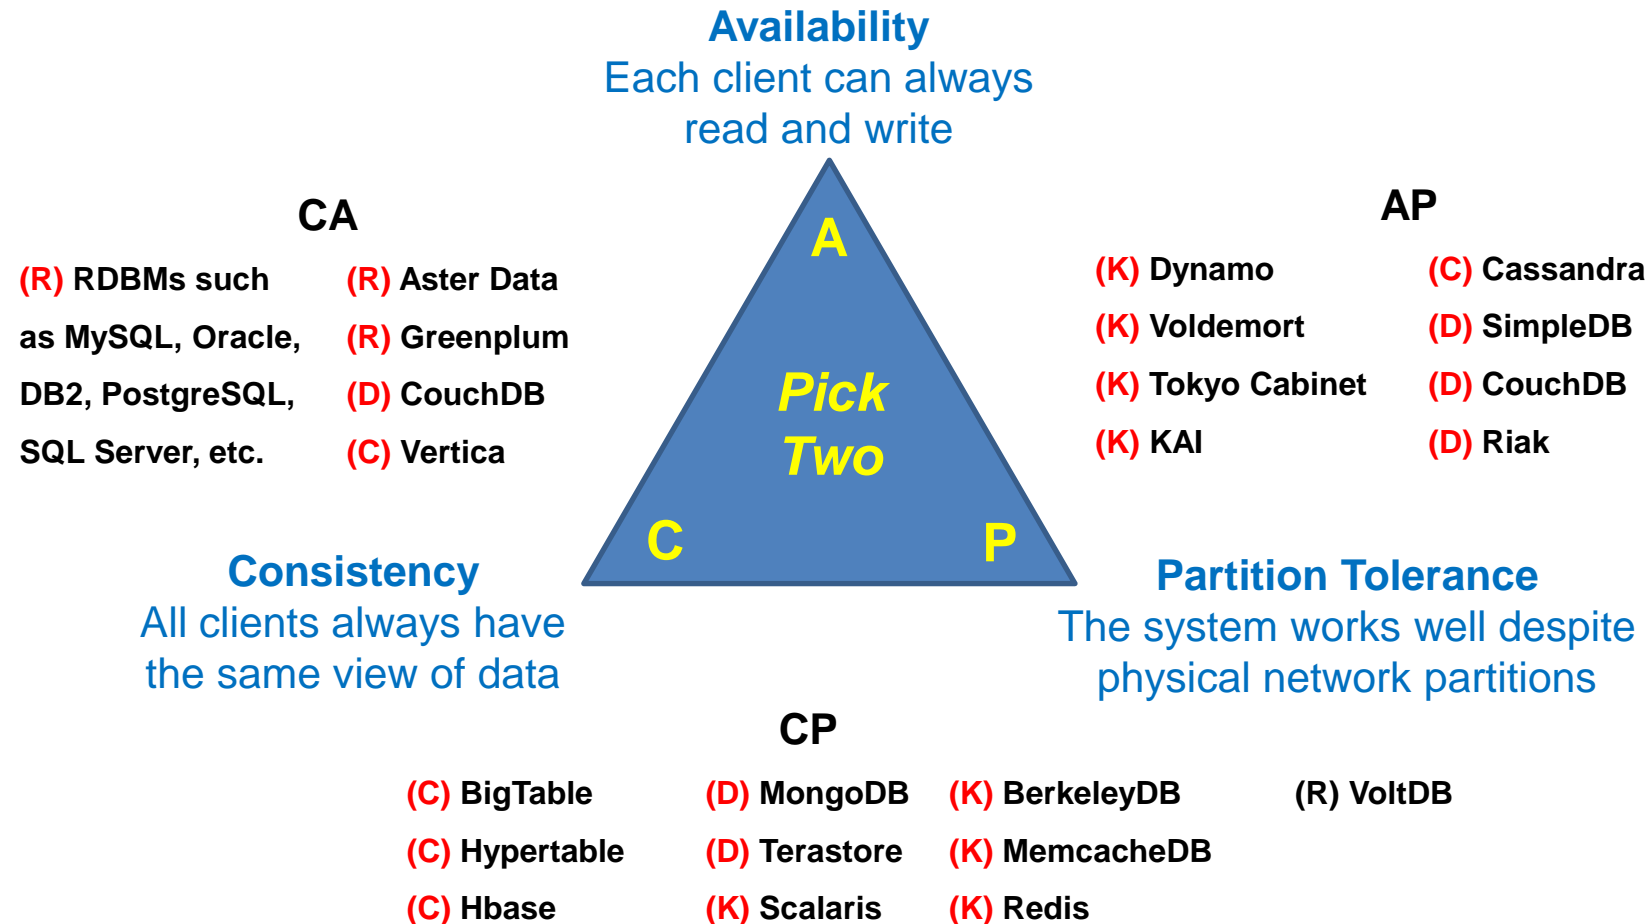 Availability
Each client can always
read and write
CA
(R) RDBMs such
as MySQL, Oracle,
DB2, PostgreSQL,
SQL Server, etc.
(R) Aster Data
(R) Greenplum
(D) CouchDB
(C) Vertica
A
Pick
Two
C
P
AP
(K) Dynamo
(K) Voldemort
(K) Tokyo Cabinet
(K) KAI
(C) Cassandra
(D) SimpleDB
(D) CouchDB
(D) Riak
Consistency
All clients always have
the same view of data
Partition Tolerance
The system works well despite
physical network partitions
CP
(C) BigTable
(C) Hypertable
(C) Hbase
(D) MongoDB
(D) Terastore
(K) Scalaris
(K) BerkeleyDB
(K) MemcacheDB
(K) Redis
(R) VoltDB